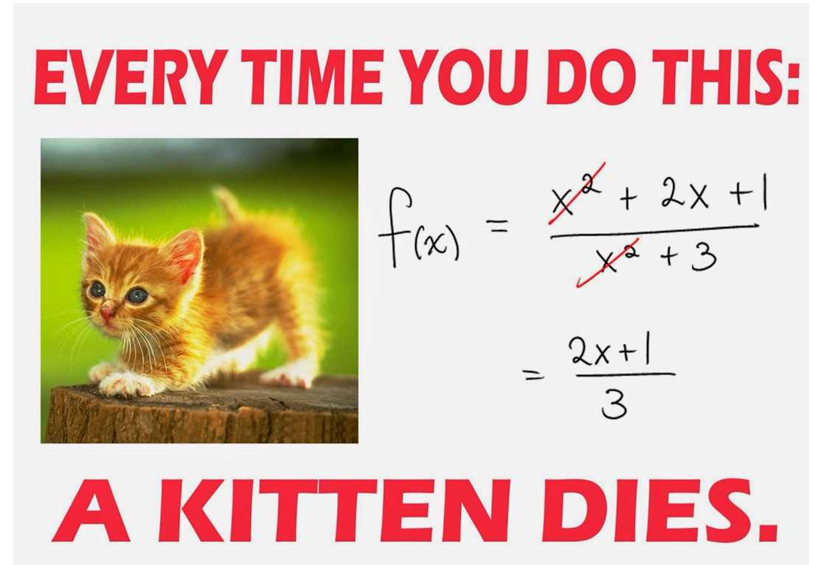 EVERY TIME YOU DO THIS:
f(x) = x² + 2x + 1
x² + 3
= 2x+1
3
A KITTEN DIES.